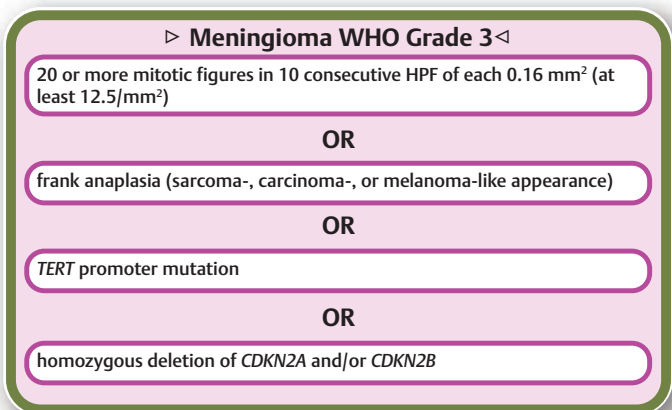 ▷ Meningioma WHO Grade 3◁
20 or more mitotic figures in 10 consecutive HPF of each 0.16 mm² (at
least 12.5/mm²)
OR
frank anaplasia (sarcoma-, carcinoma-, or melanoma-like appearance)
OR
TERT promoter mutation
OR
homozygous deletion of CDKN2A and/or CDKN2B